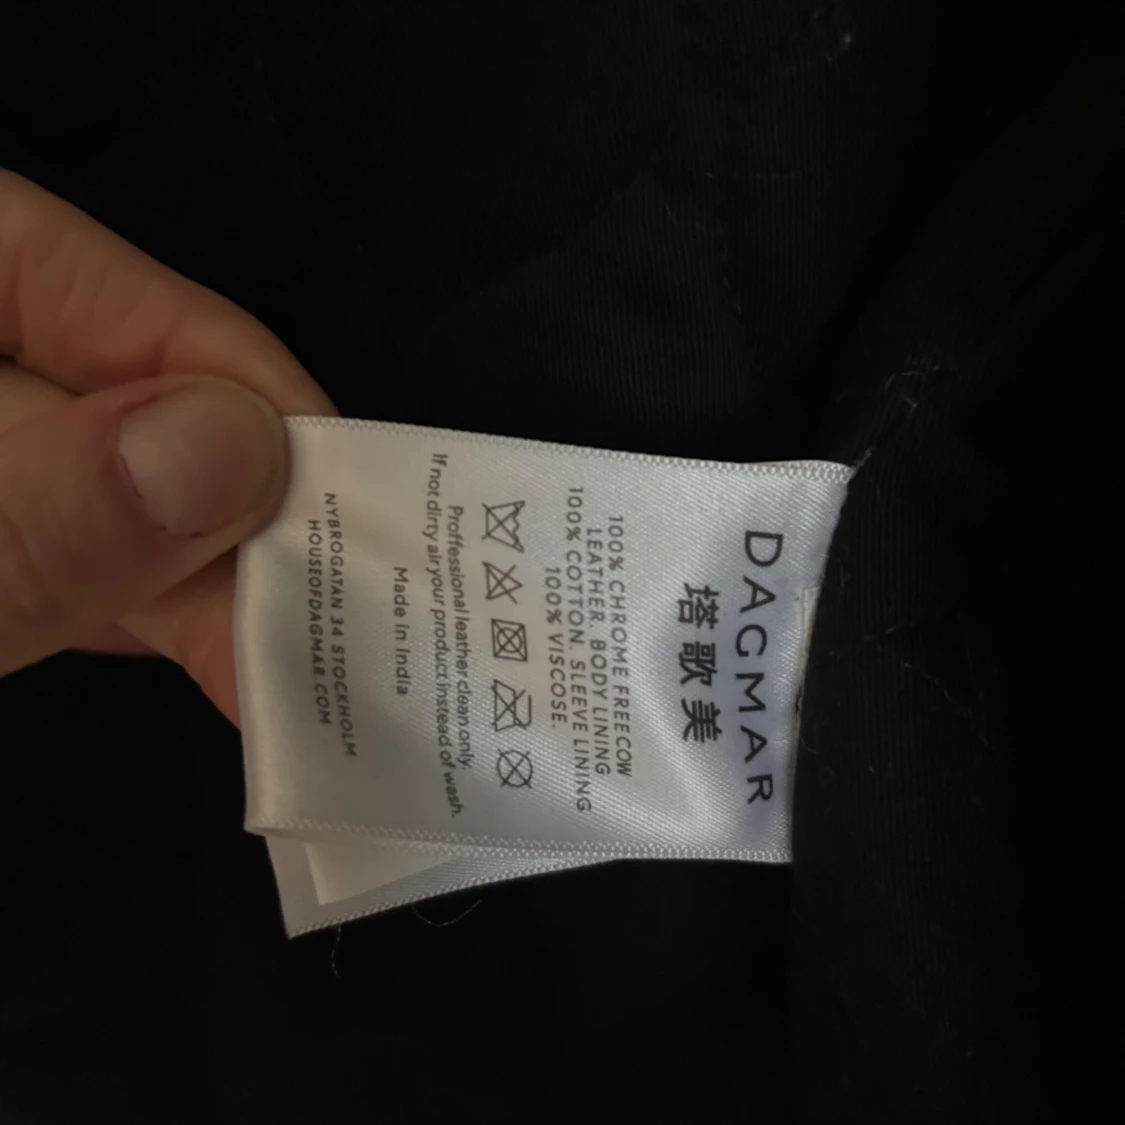 DAGMAR
塔歌美
100% CHROME FREE COW
LEATHER. BODY LINING
100% COTTON. SLEEVE LINING
100% VISCOSE.
Proffessional leather clean only.
If not dirty air your product instead of wash.
Made in India
NYBROGATAN 34 STOCKHOLM
HOUSEOFDAGMAR.COM